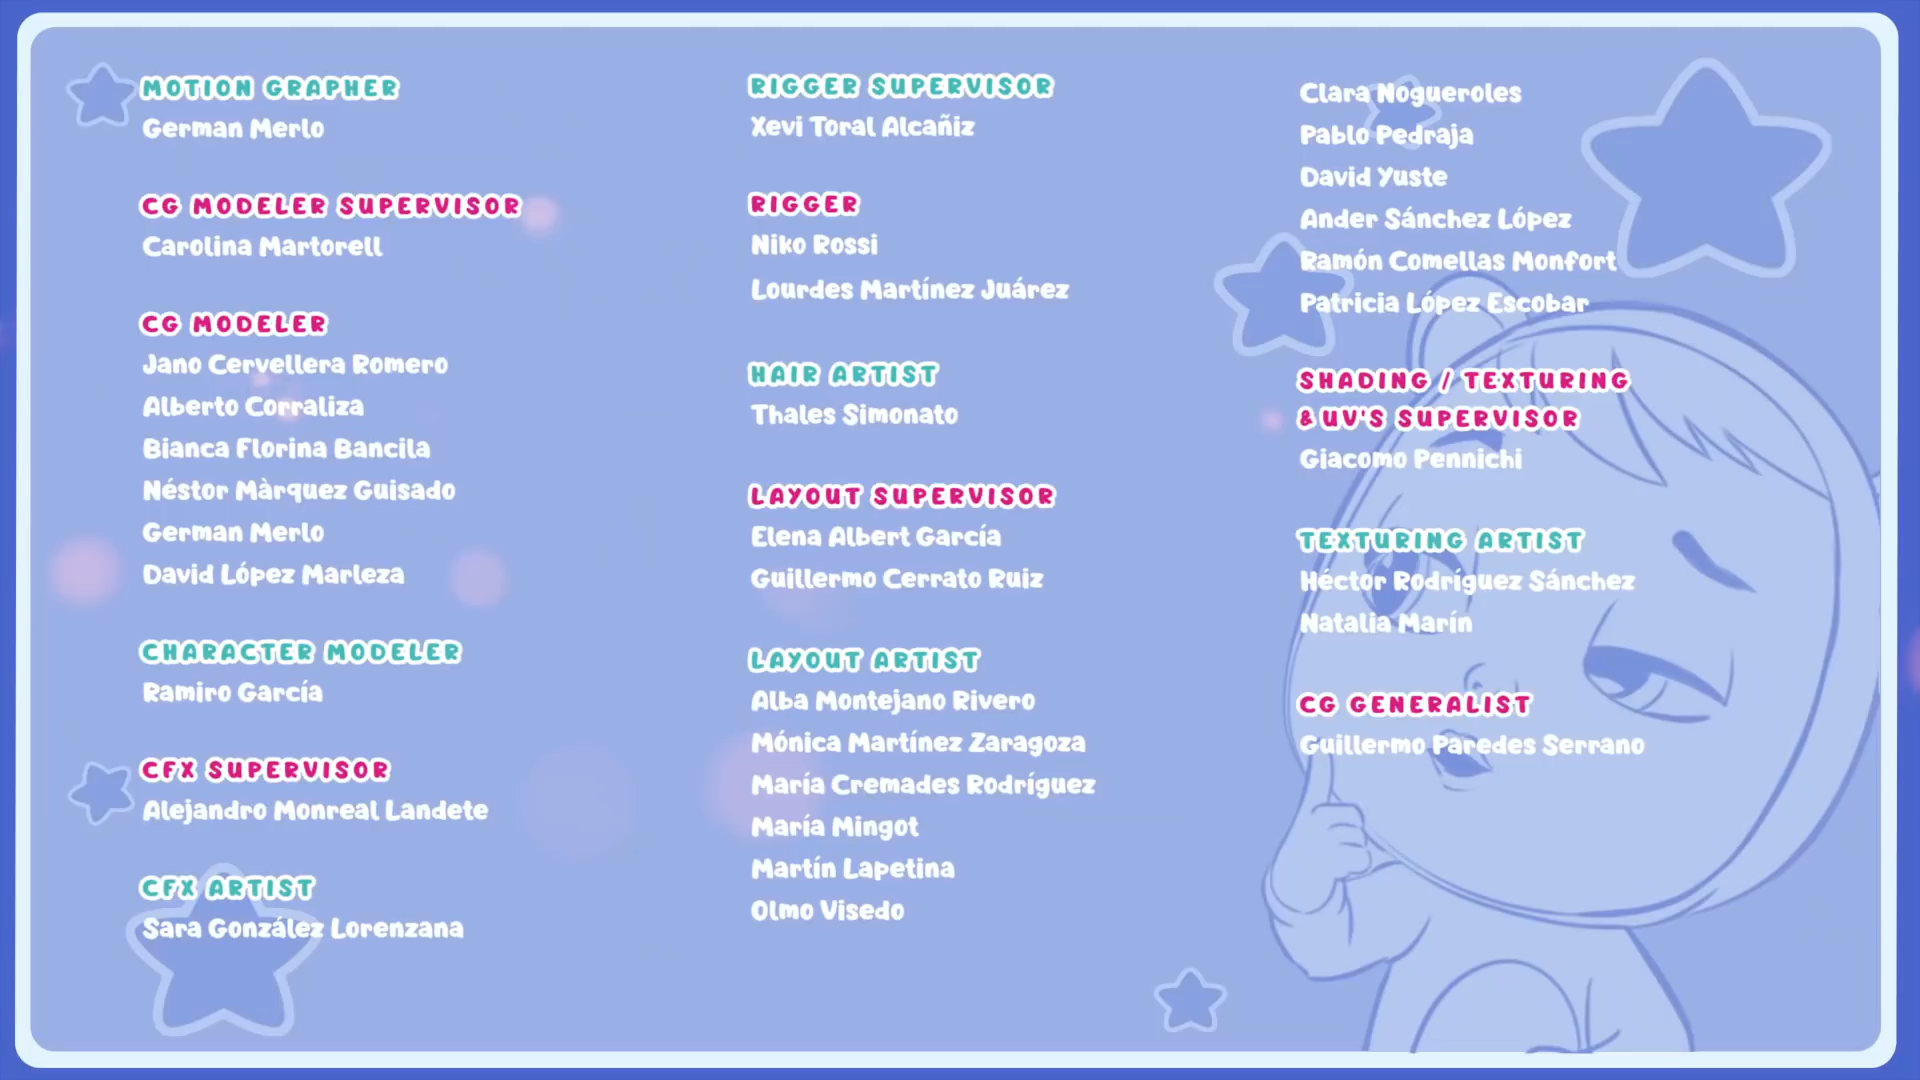 MOTION GRAPHER
German Merlo
CG MODELER SUPERVISOR
Carolina Martorell
CG MODELER
Jano Cervellera Romero
Alberto Corraliza
Bianca Florina Bancila
Néstor Màrquez Guisado
German Merlo
David López Marleza
CHARACTER MODELER
Ramiro García
CFX SUPERVISOR
Alejandro Monreal Landete
CFX ARTIST
Sara González Lorenzana
RIGGER SUPERVISOR
Xevi Toral Alcañiz
RIGGER
Niko Rossi
Lourdes Martínez Juárez
HAIR ARTIST
Thales Simonato
LAYOUT SUPERVISOR
Elena Albert García
Guillermo Cerrato Ruiz
LAYOUT ARTIST
Alba Montejano Rivero
Mónica Martínez Zaragoza
María Cremades Rodríguez
María Mingot
Martín Lapetina
Olmo Visedo
Clara Nogueroles
Pablo Pedraja
David Yuste
Ander Sánchez López
Ramón Comellas Monfort
Patricia López Escobar
SHADING / TEXTURING
& UV'S SUPERVISOR
Giacomo Pennichi
TEXTURING ARTIST
Héctor Rodríguez Sánchez
Natalia Marín
CG GENERALIST
Guillermo Paredes Serrano